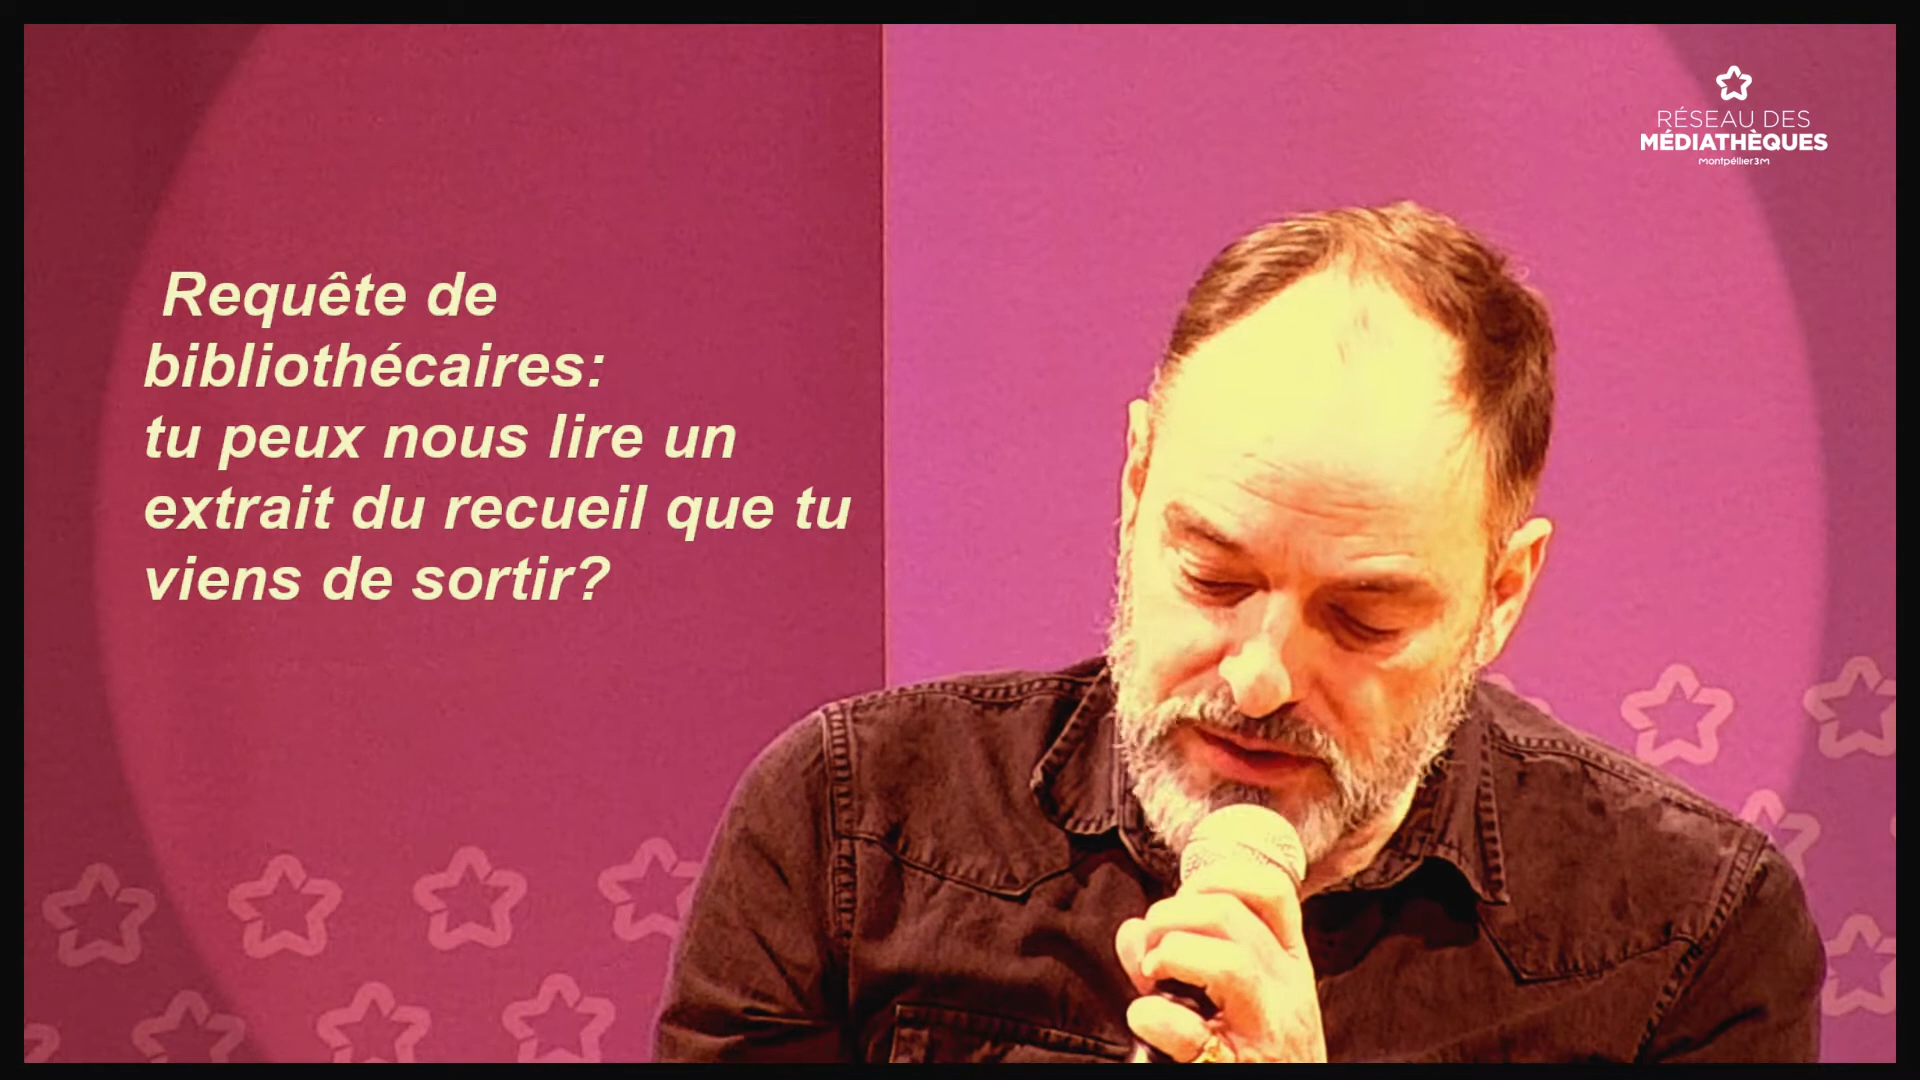 RÉSEAU DES
MÉDIATHÈQUES
montpellier3m
Requête de
bibliothécaires:
tu peux nous lire un
extrait du recueil que tu
viens de sortir?